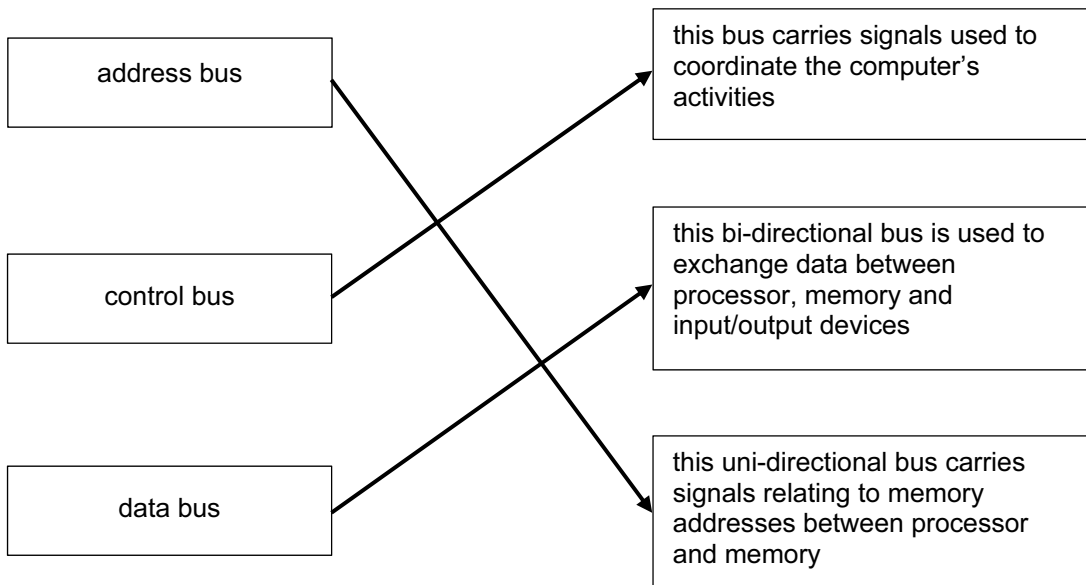 address bus
this bus carries signals used to
coordinate the computer’s
activities
control bus
this bi-directional bus is used to
exchange data between
processor, memory and
input/output devices
data bus
this uni-directional bus carries
signals relating to memory
addresses between processor
and memory